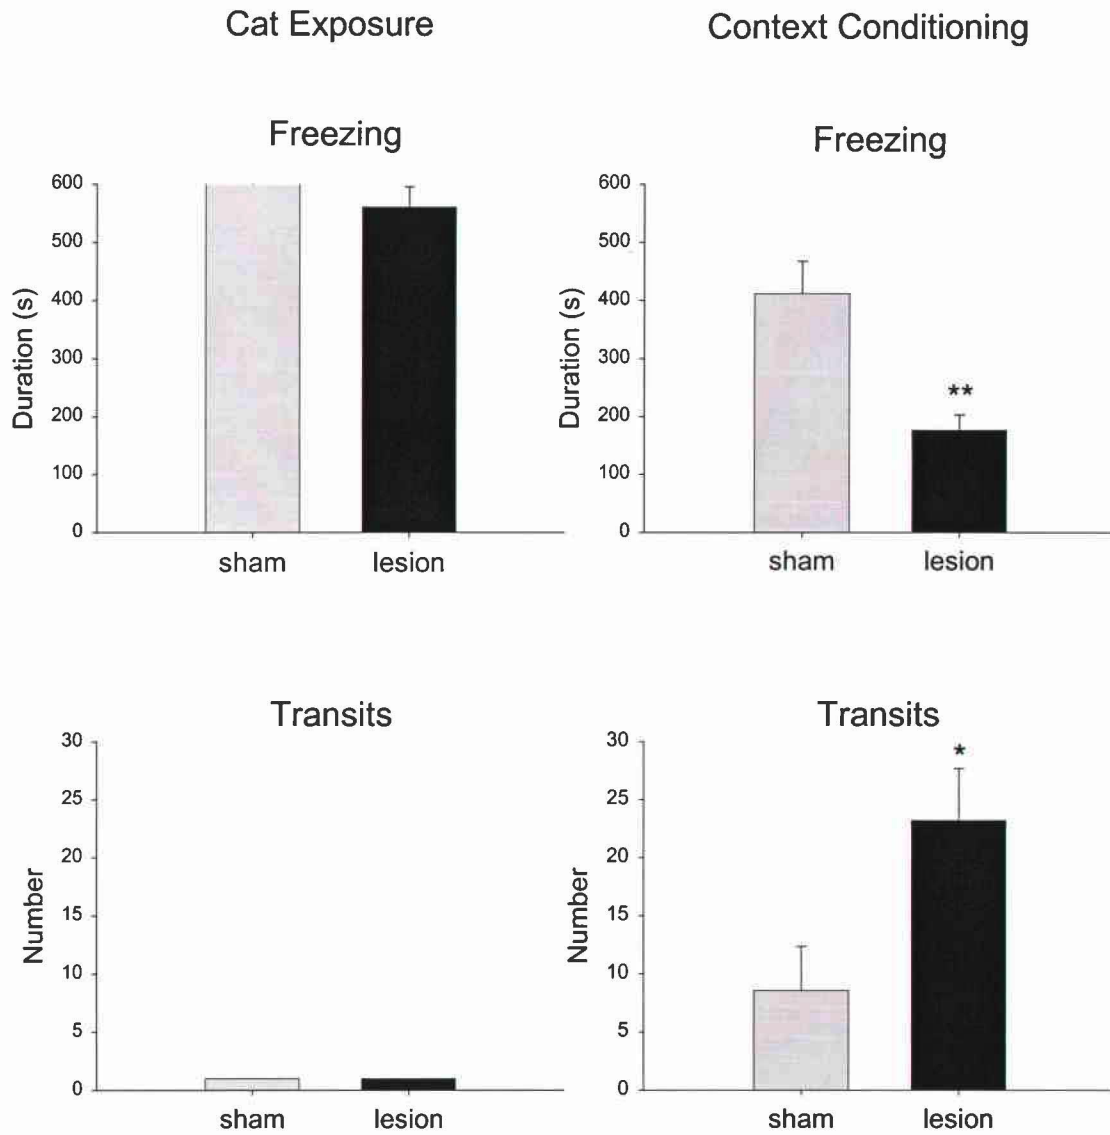 Cat Exposure
Context Conditioning
Freezing
600
500
400
300
200
100
0
Duration (s)
sham lesion
Freezing
600
500
400
300
200
100
0
Duration (s)
**
sham lesion
Transits
30
25
20
15
10
5
0
Number
sham lesion
Transits
30
25
20
15
10
5
0
Number
*
sham lesion